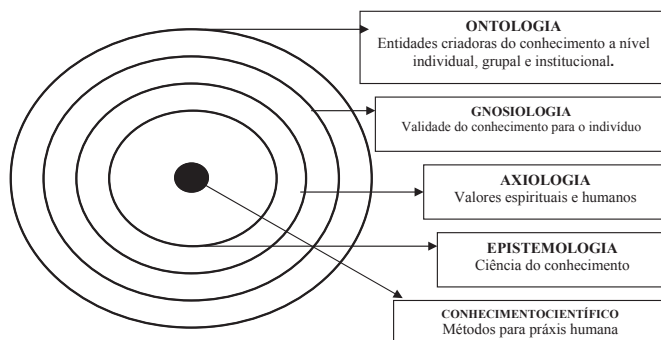 ONTOLOGIA
Entidades criadoras do conhecimento a nível
individual, grupal e institucional.
GNOSIOLOGIA
Validade do conhecimento para o indivíduo
AXIOLOGIA
Valores espirituais e humanos
EPISTEMOLOGIA
Ciência do conhecimento
CONHECIMENTOCIENTÍFICO
Métodos para práxis humana